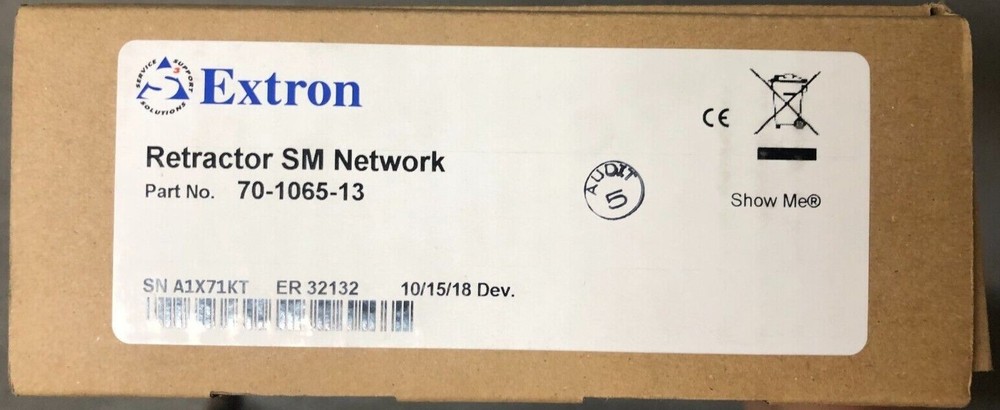 SERVICE SUPPORT SOLUTIONS
S3
Extron
CE
Retractor SM Network
Part No. 70-1065-13
AUDIT
5
Show Me®
SN A1X71KT ER 32132 10/15/18 Dev.